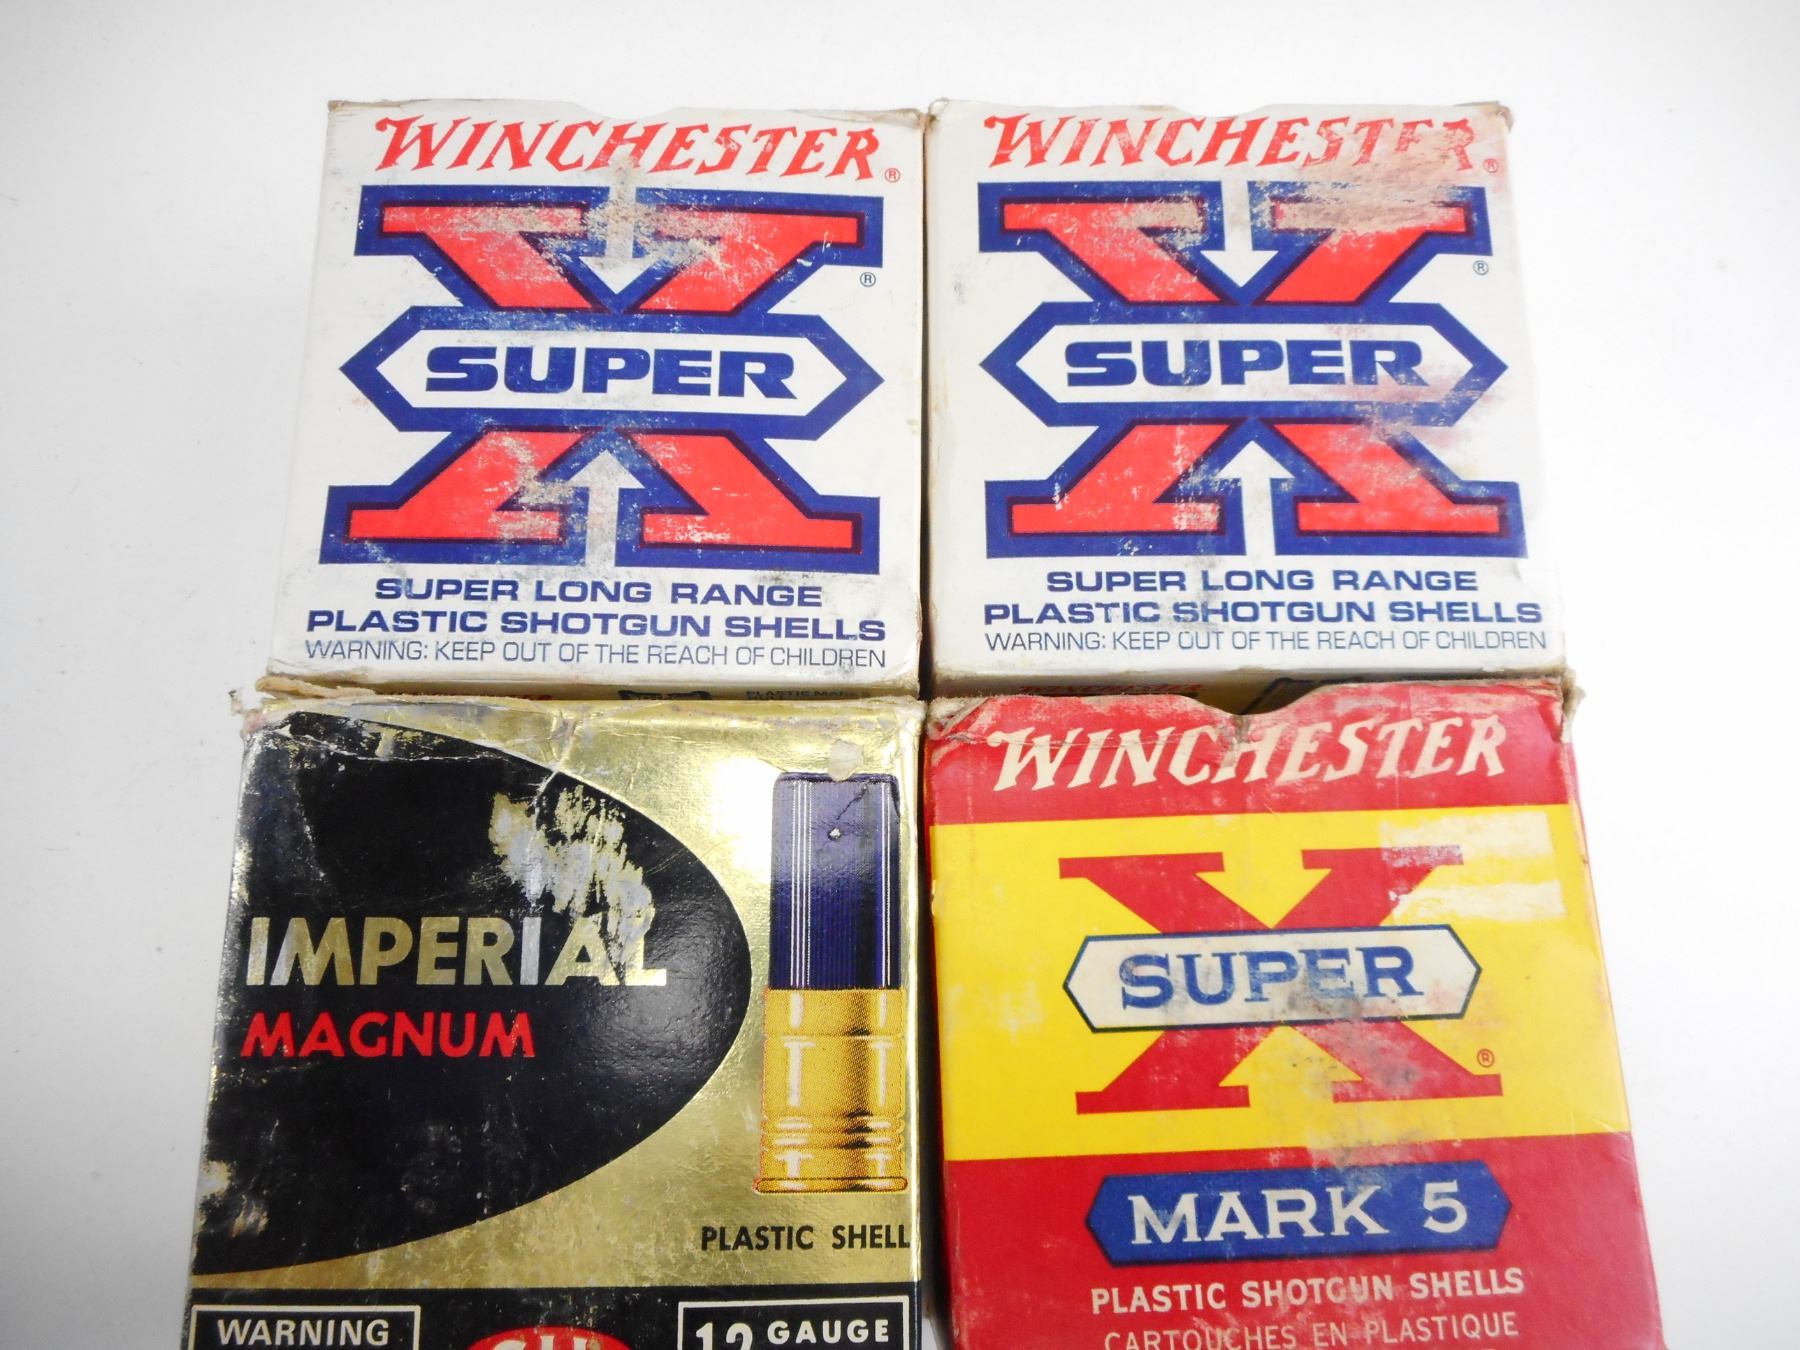 WINCHESTER®
®
SUPER
SUPER LONG RANGE
PLASTIC SHOTGUN SHELLS
WARNING: KEEP OUT OF THE REACH OF CHILDREN
WINCHESTER®
®
SUPER
SUPER LONG RANGE
PLASTIC SHOTGUN SHELLS
WARNING: KEEP OUT OF THE REACH OF CHILDREN
IMPERIAL
MAGNUM
PLASTIC SHELL
WARNING
12 GAUGE
WINCHESTER
X
SUPER
®
MARK 5
PLASTIC SHOTGUN SHELLS
CARTOUCHES EN PLASTIQUE